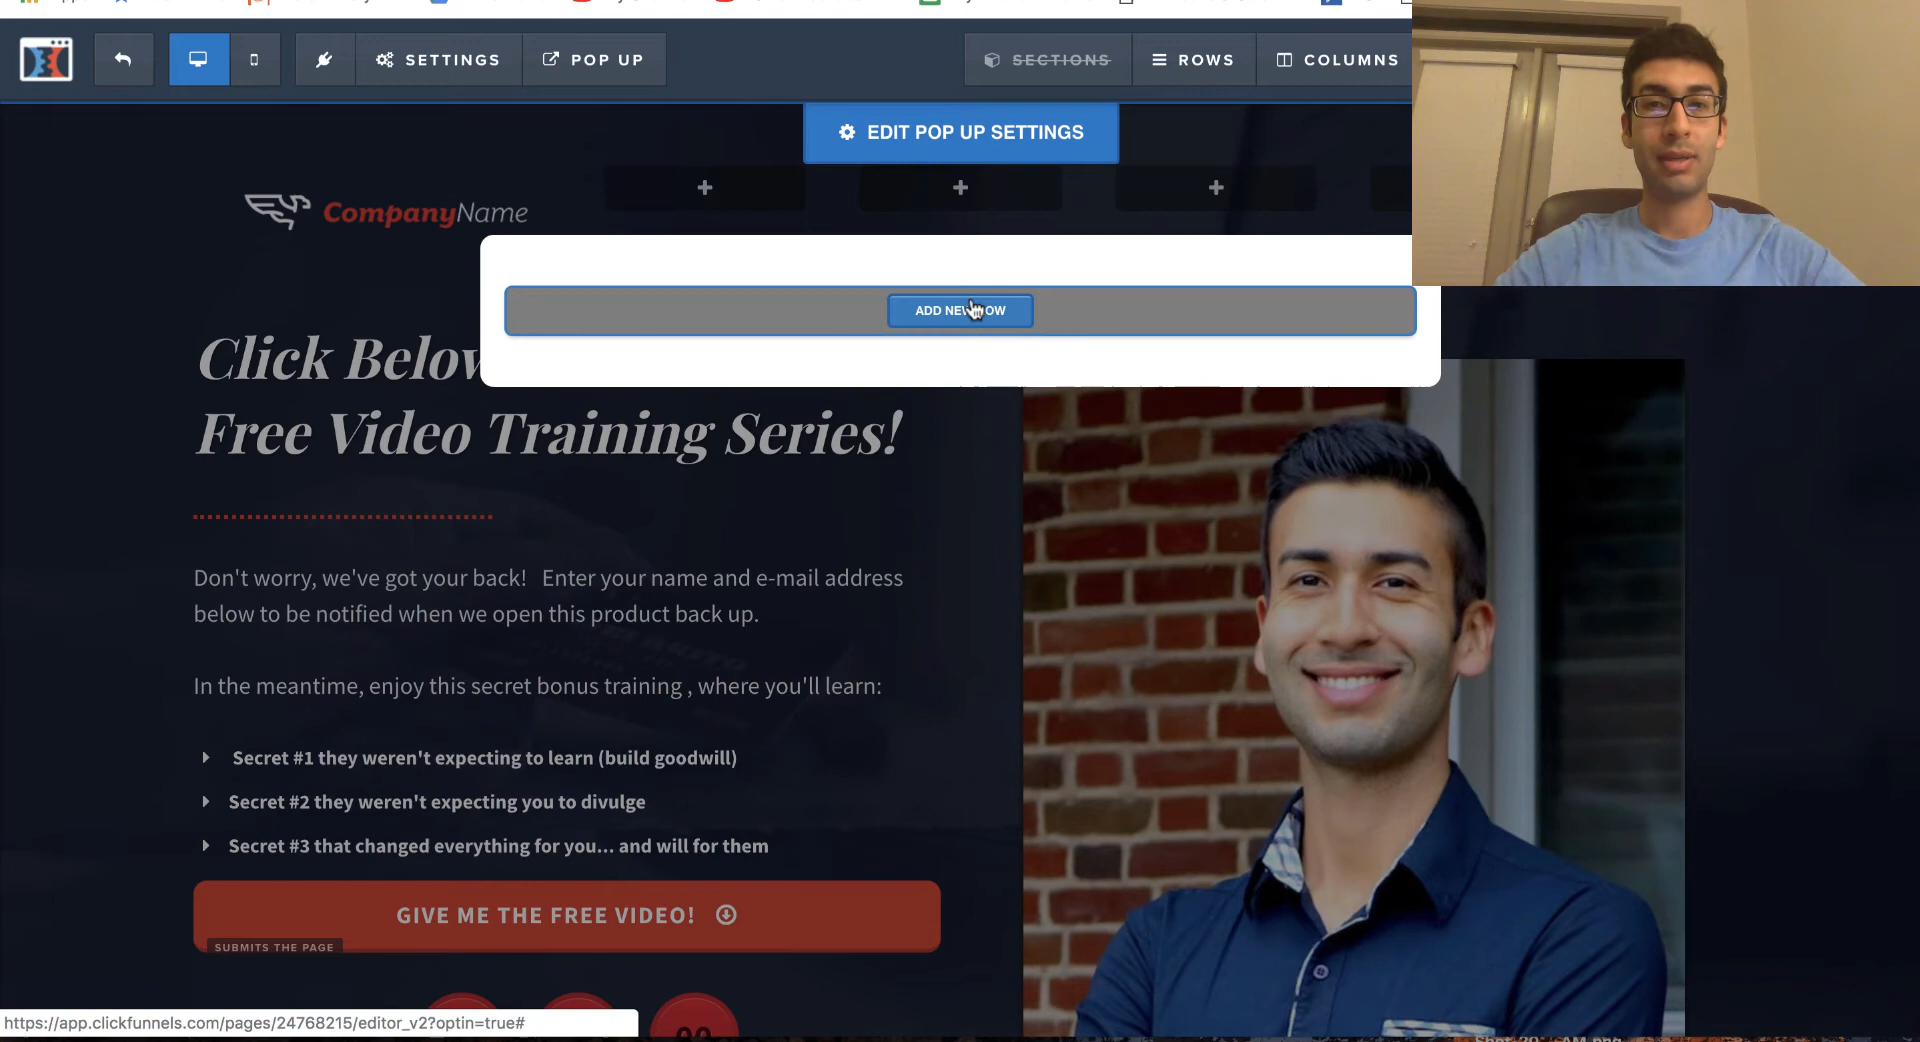 SETTINGS
POP UP
SECTIONS
ROWS
COLUMNS
EDIT POP UP SETTINGS
CompanyName
Click Below
Free Video Training Series!
Don't worry, we've got your back! Enter your name and e-mail address
below to be notified when we open this product back up.
In the meantime, enjoy this secret bonus training , where you'll learn:
Secret #1 they weren't expecting to learn (build goodwill)
Secret #2 they weren't expecting you to divulge
Secret #3 that changed everything for you... and will for them
GIVE ME THE FREE VIDEO!
SUBMITS THE PAGE
https://app.clickfunnels.com/pages/24768215/editor_v2?optin=true#